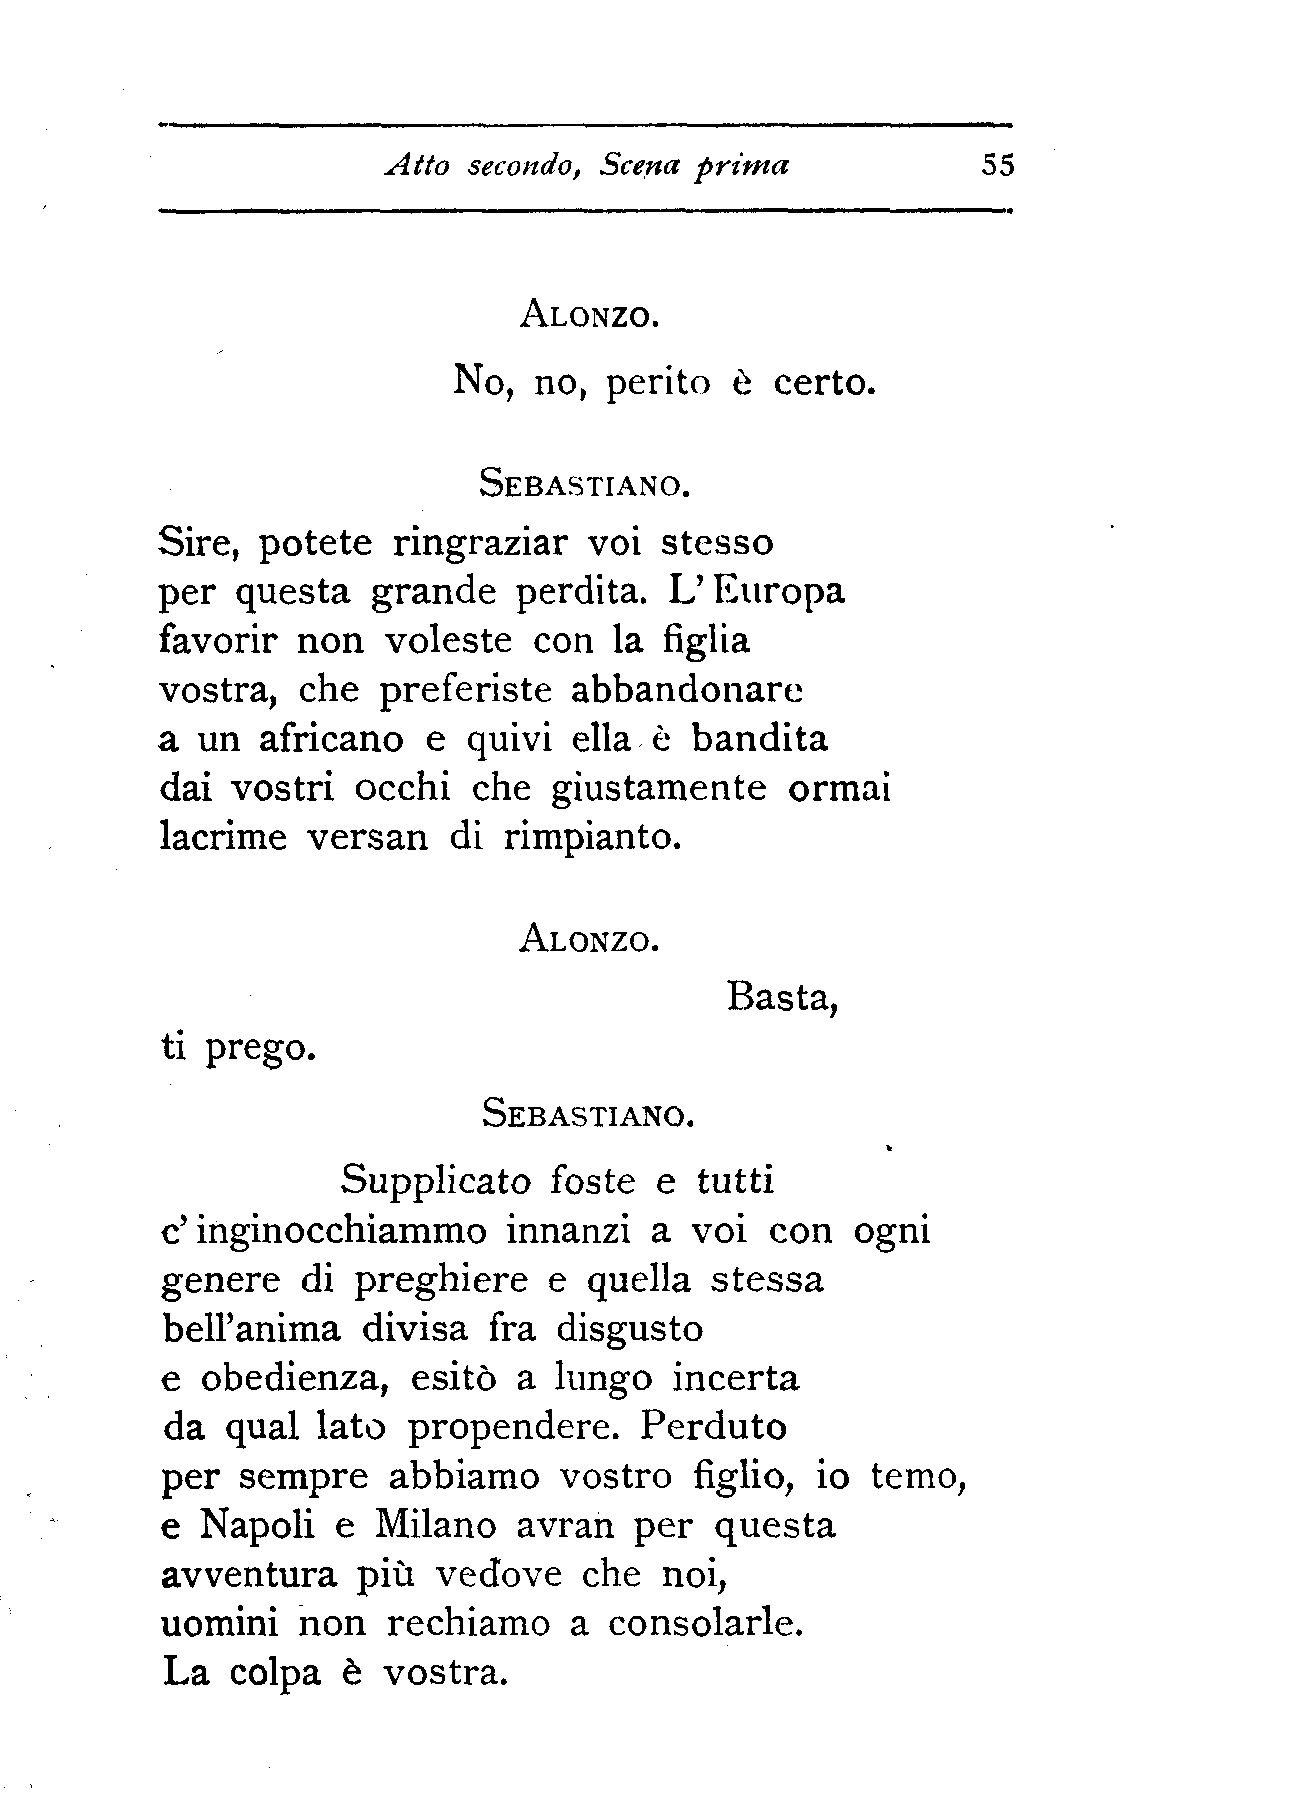 Atto secondo, Scena prima 55
ALONZO.
No, no, perito è certo.
SEBASTIANO.
Sire, potete ringraziar voi stesso
per questa grande perdita. L'Europa
favorir non voleste con la figlia
vostra, che preferiste abbandonare
a un africano e quivi ella è bandita
dai vostri occhi che giustamente ormai
lacrime versan di rimpianto.
ALONZO.
Basta,
ti prego.
SEBASTIANO.
Supplicato foste e tutti
c'inginocchiammo innanzi a voi con ogni
genere di preghiere e quella stessa
bell'anima divisa fra disgusto
e obedienza, esitò a lungo incerta
da qual lato propendere. Perduto
per sempre abbiamo vostro figlio, io temo,
e Napoli e Milano avran per questa
avventura più vedove che noi,
uomini non rechiamo a consolarle.
La colpa è vostra.